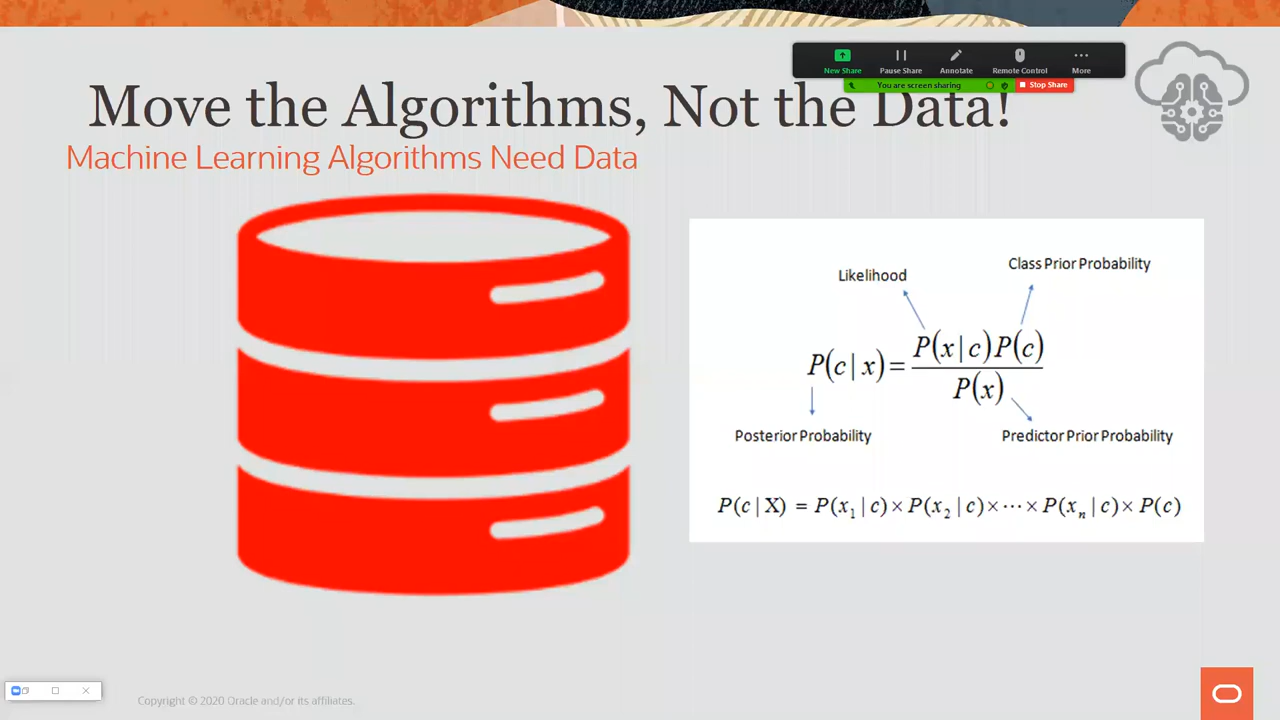 New Share Pause Share Annotate Remote Control More
You are screen sharing Stop Share
Move the Algorithms, Not the Data!
Machine Learning Algorithms Need Data
Likelihood
Class Prior Probability
P(c | x) = P(x | c) P(c) / P(x)
Posterior Probability
Predictor Prior Probability
P(c | X) = P(x₁ | c) × P(x₂ | c) × ⋯ × P(xₙ | c) × P(c)
Copyright © 2020 Oracle and/or its affiliates.